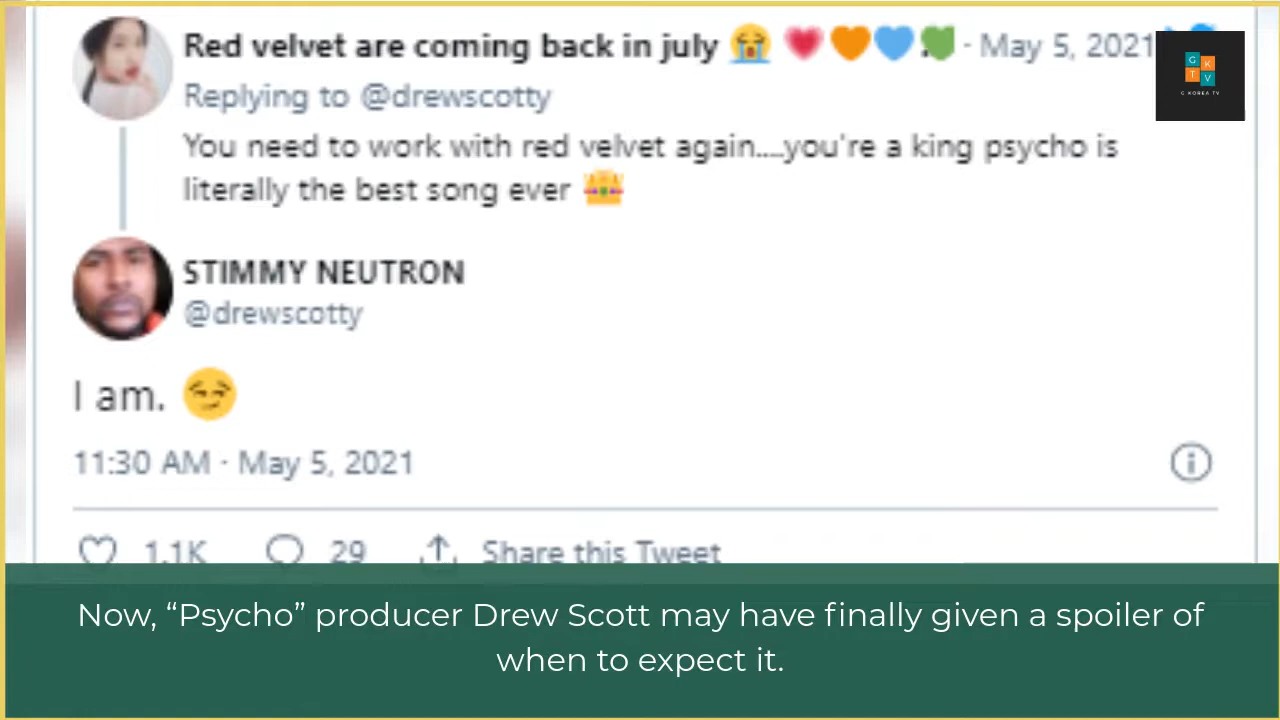 Red velvet are coming back in july 😭 💗🧡💙💚 · May 5, 2021
G K
T V
G KOREA TV
Replying to @drewscotty
You need to work with red velvet again....you're a king psycho is
literally the best song ever 👑
STIMMY NEUTRON
@drewscotty
I am. 😏
11:30 AM · May 5, 2021
1.1K 29 Share this Tweet
Now, “Psycho” producer Drew Scott may have finally given a spoiler of
when to expect it.